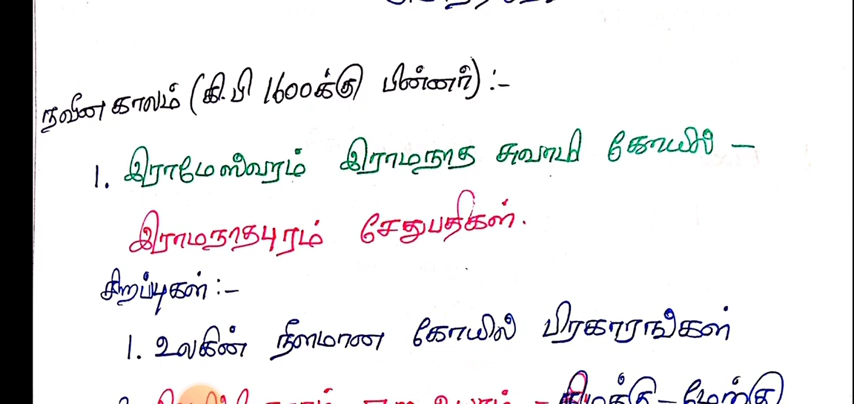 நவீன காலம் (கி.பி 1600க்கு பின்னர்) :-
1. இராமேஸ்வரம் இராமநாத சுவாமி கோயில் -
இராமநாதபுரம் சேதுபதிகள்.
சிறப்புகள் :-
1. உலகின் நீளமான கோயில் பிரகாரங்கள்
- கிழக்கு - மேற்கு